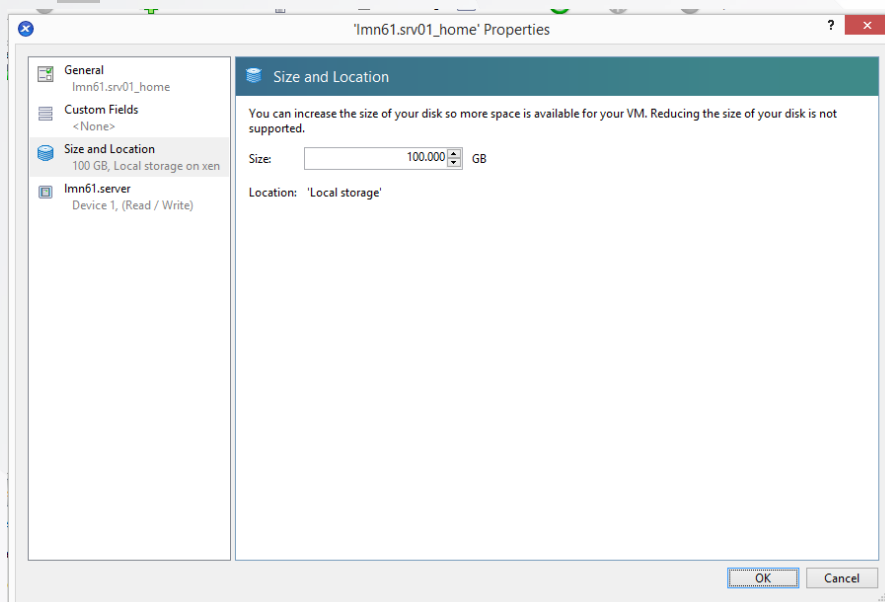 'lmn61.srv01_home' Properties
?
General
lmn61.srv01_home
Custom Fields
<None>
Size and Location
100 GB, Local storage on xen
lmn61.server
Device 1, (Read / Write)
Size and Location
You can increase the size of your disk so more space is available for your VM. Reducing the size of your disk is not
supported.
Size: 100.000 GB
Location: 'Local storage'
OK Cancel